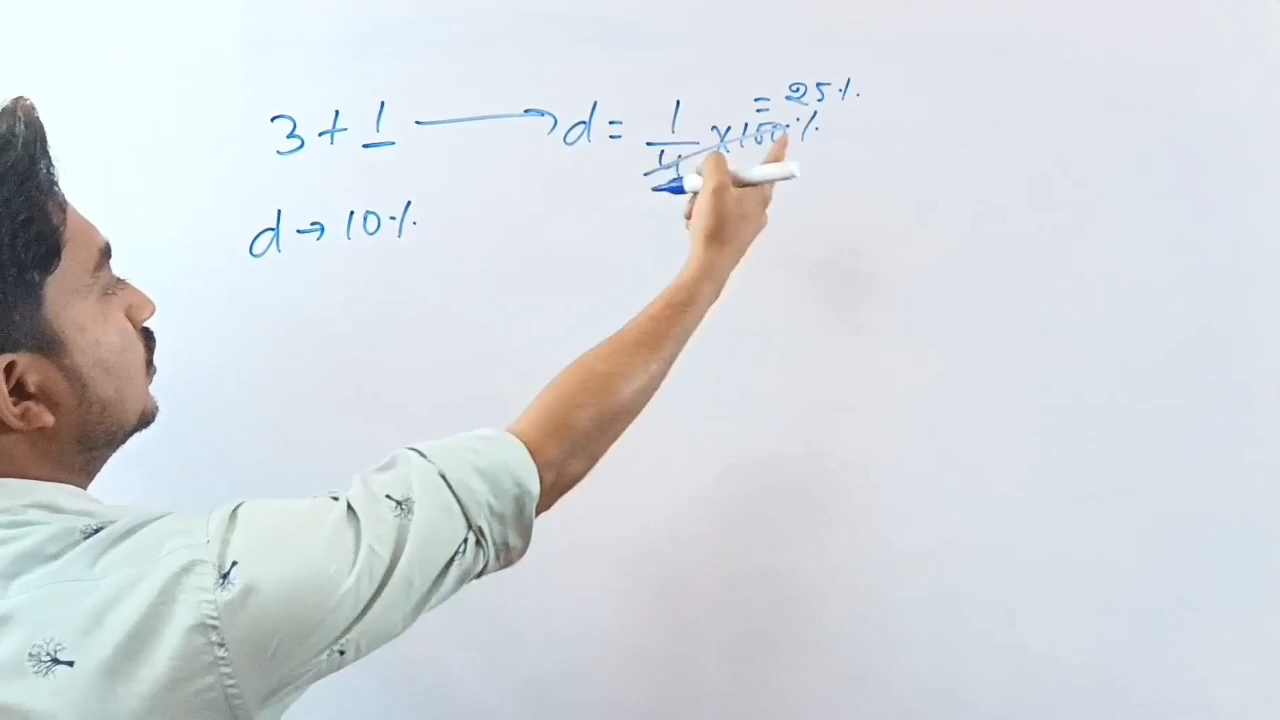 3 + 1 → d = 1/4 × 100% = 25%
d → 10%